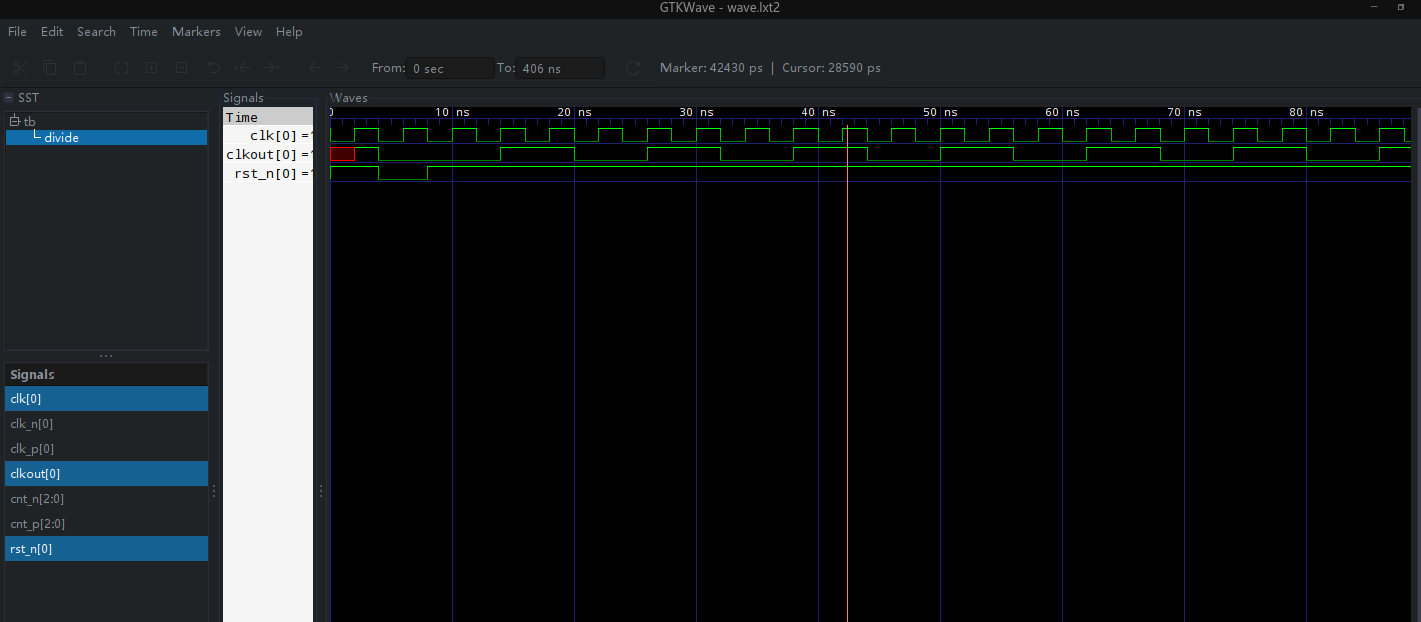 GTKWave - wave.lxt2
File Edit Search Time Markers View Help
From: 0 sec To: 406 ns Marker: 42430 ps | Cursor: 28590 ps
SST
tb
divide
Signals
clk[0]
clk_n[0]
clk_p[0]
clkout[0]
cnt_n[2:0]
cnt_p[2:0]
rst_n[0]
Signals
Time
clk[0] =1
clkout[0] =1
rst_n[0] =1
Waves
0 10 ns 20 ns 30 ns 40 ns 50 ns 60 ns 70 ns 80 ns